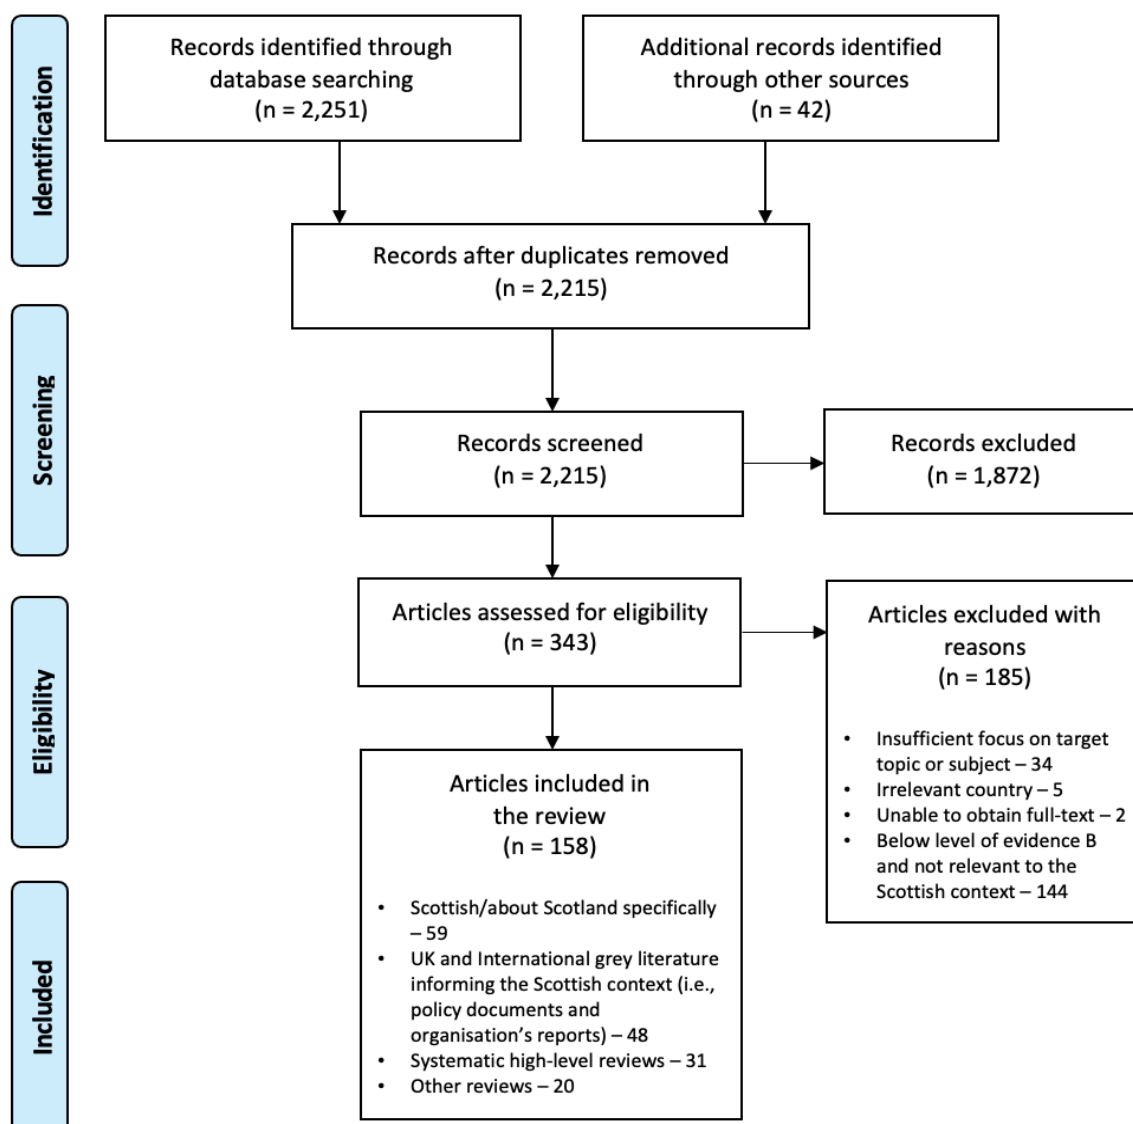 Identification
Records identified through
database searching
(n = 2,251)
Additional records identified
through other sources
(n = 42)
Records after duplicates removed
(n = 2,215)
Screening
Records screened
(n = 2,215)
Records excluded
(n = 1,872)
Eligibility
Articles assessed for eligibility
(n = 343)
Articles excluded with
reasons
(n = 185)
• Insufficient focus on target
topic or subject – 34
• Irrelevant country – 5
• Unable to obtain full-text – 2
• Below level of evidence B
and not relevant to the
Scottish context – 144
Included
Articles included in
the review
(n = 158)
• Scottish/about Scotland specifically
– 59
• UK and International grey literature
informing the Scottish context (i.e.,
policy documents and
organisation’s reports) – 48
• Systematic high-level reviews – 31
• Other reviews – 20